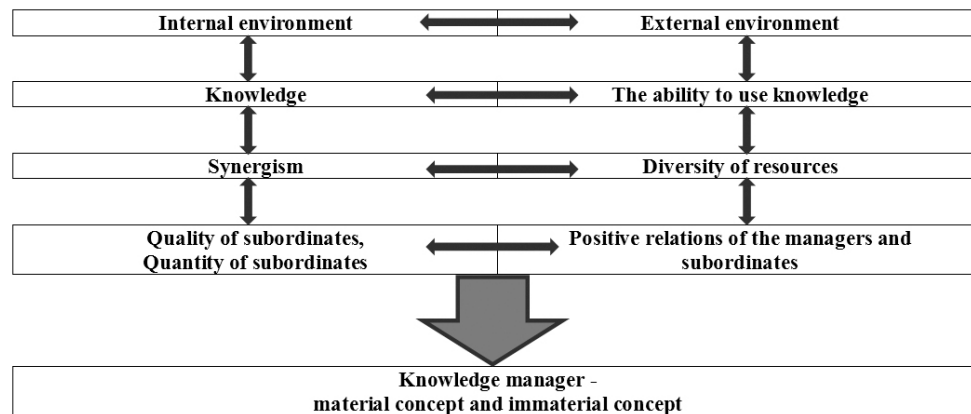 Internal environment
External environment
Knowledge
The ability to use knowledge
Synergism
Diversity of resources
Quality of subordinates,
Quantity of subordinates
Positive relations of the managers and
subordinates
Knowledge manager -
material concept and immaterial concept